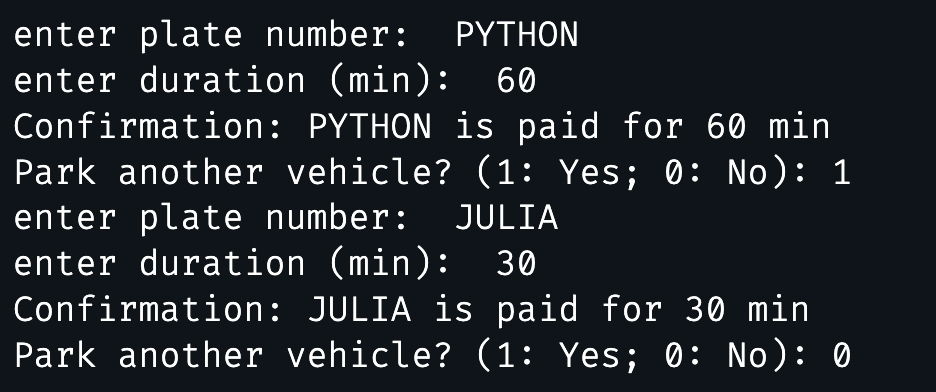 enter plate number:  PYTHON
enter duration (min):  60
Confirmation: PYTHON is paid for 60 min
Park another vehicle? (1: Yes; 0: No): 1
enter plate number:  JULIA
enter duration (min):  30
Confirmation: JULIA is paid for 30 min
Park another vehicle? (1: Yes; 0: No): 0